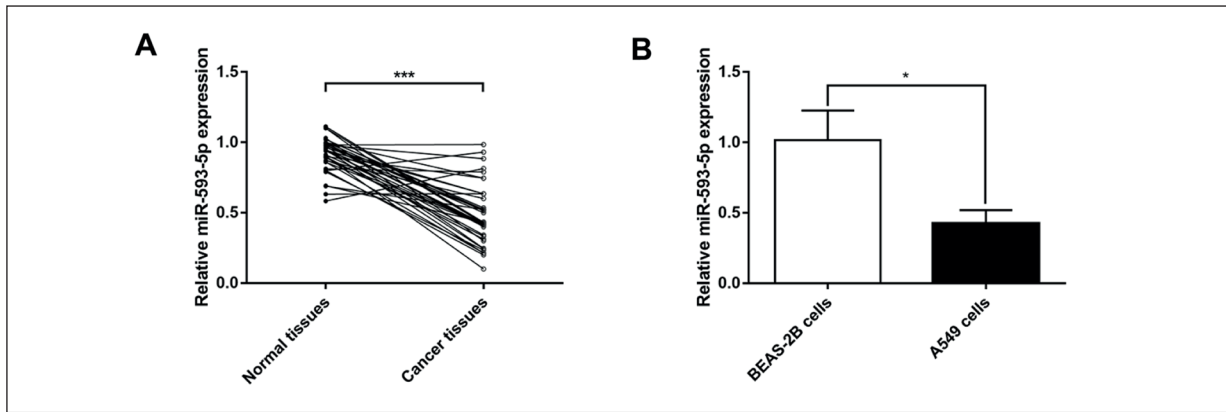 A
Relative miR-593-5p expression
1.5
1.0
0.5
0.0
***
Normal tissues
Cancer tissues
B
Relative miR-593-5p expression
1.5
1.0
0.5
0.0
*
BEAS-2B cells
A549 cells